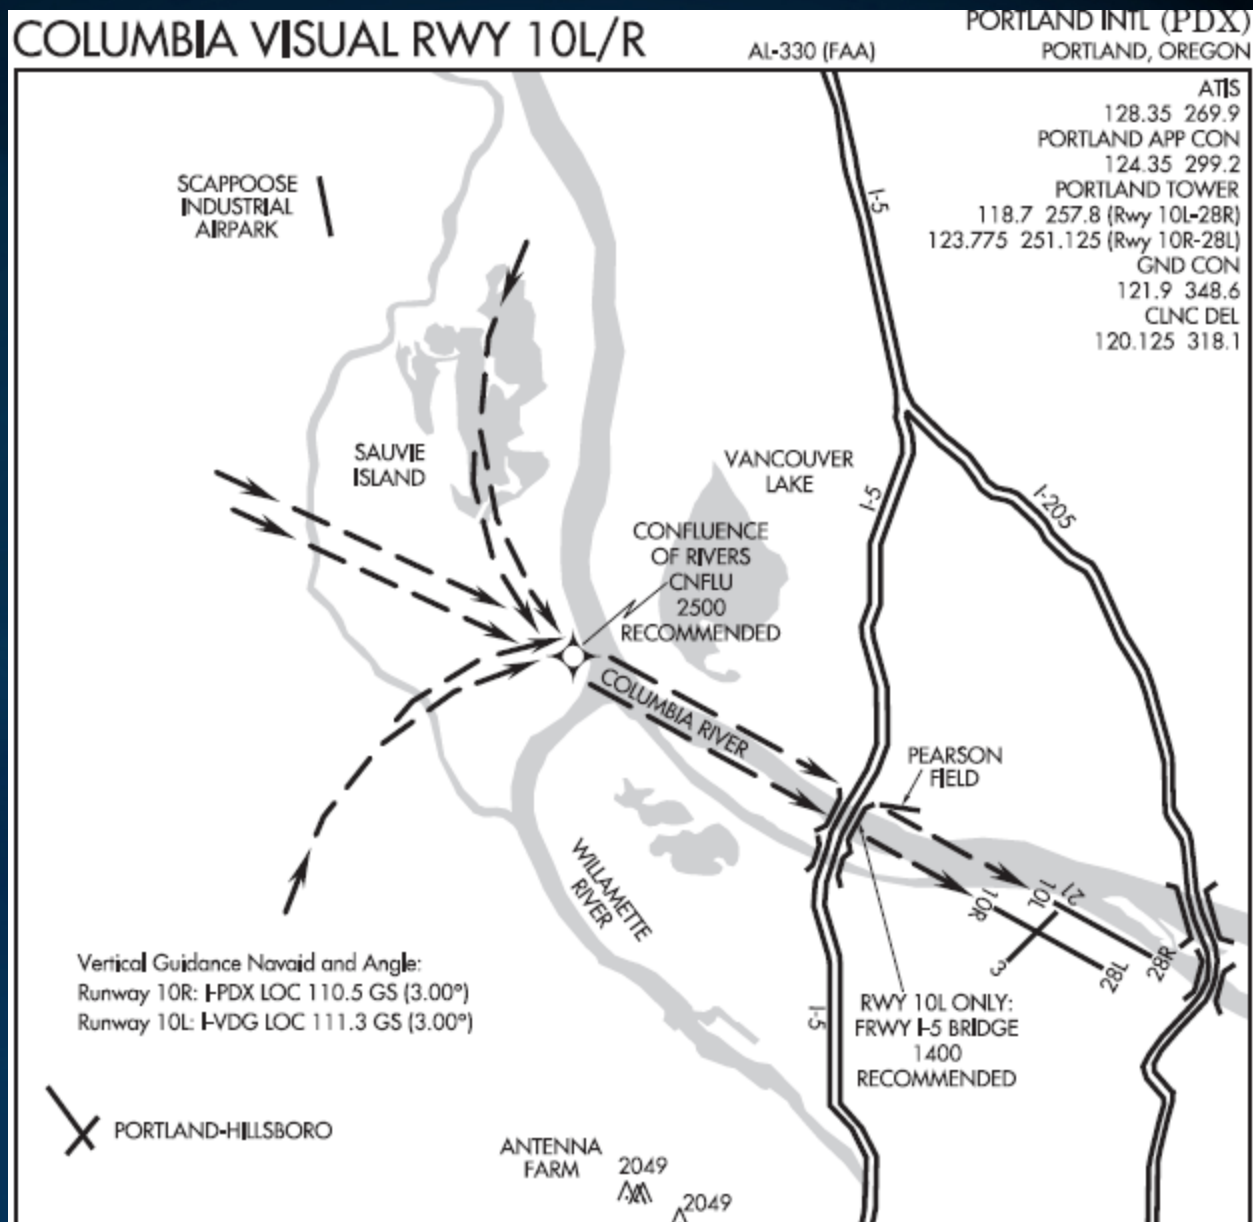 COLUMBIA VISUAL RWY 10L/R
AL-330 (FAA)
PORTLAND INTL (PDX)
PORTLAND, OREGON
ATIS
128.35 269.9
PORTLAND APP CON
124.35 299.2
PORTLAND TOWER
118.7 257.8 (Rwy 10L-28R)
123.775 251.125 (Rwy 10R-28L)
GND CON
121.9 348.6
CLNC DEL
120.125 318.1
SCAPPOOSE
INDUSTRIAL
AIRPARK
I-5
SAUVIE
ISLAND
VANCOUVER
LAKE
I-5
I-205
CONFLUENCE
OF RIVERS
CNFLU
2500
RECOMMENDED
COLUMBIA RIVER
PEARSON
FIELD
WILLAMETTE
RIVER
10R
10L
21
3
28L
28R
Vertical Guidance Navaid and Angle:
Runway 10R: I-PDX LOC 110.5 GS (3.00°)
Runway 10L: I-VDG LOC 111.3 GS (3.00°)
I-5
RWY 10L ONLY:
FRWY I-5 BRIDGE
1400
RECOMMENDED
PORTLAND-HILLSBORO
ANTENNA
FARM
2049
2049